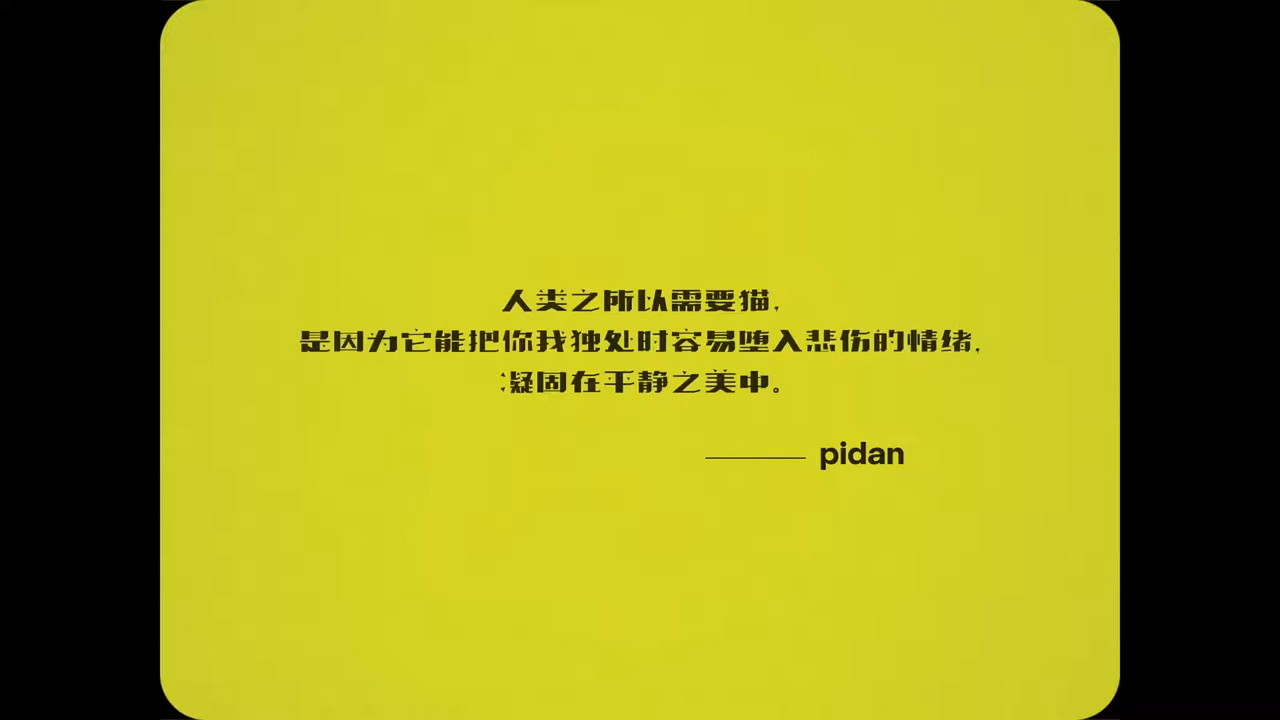 人类之所以需要猫,
是因为它能把你我独处时容易堕入悲伤的情绪,
凝固在平静之美中。
—— pidan